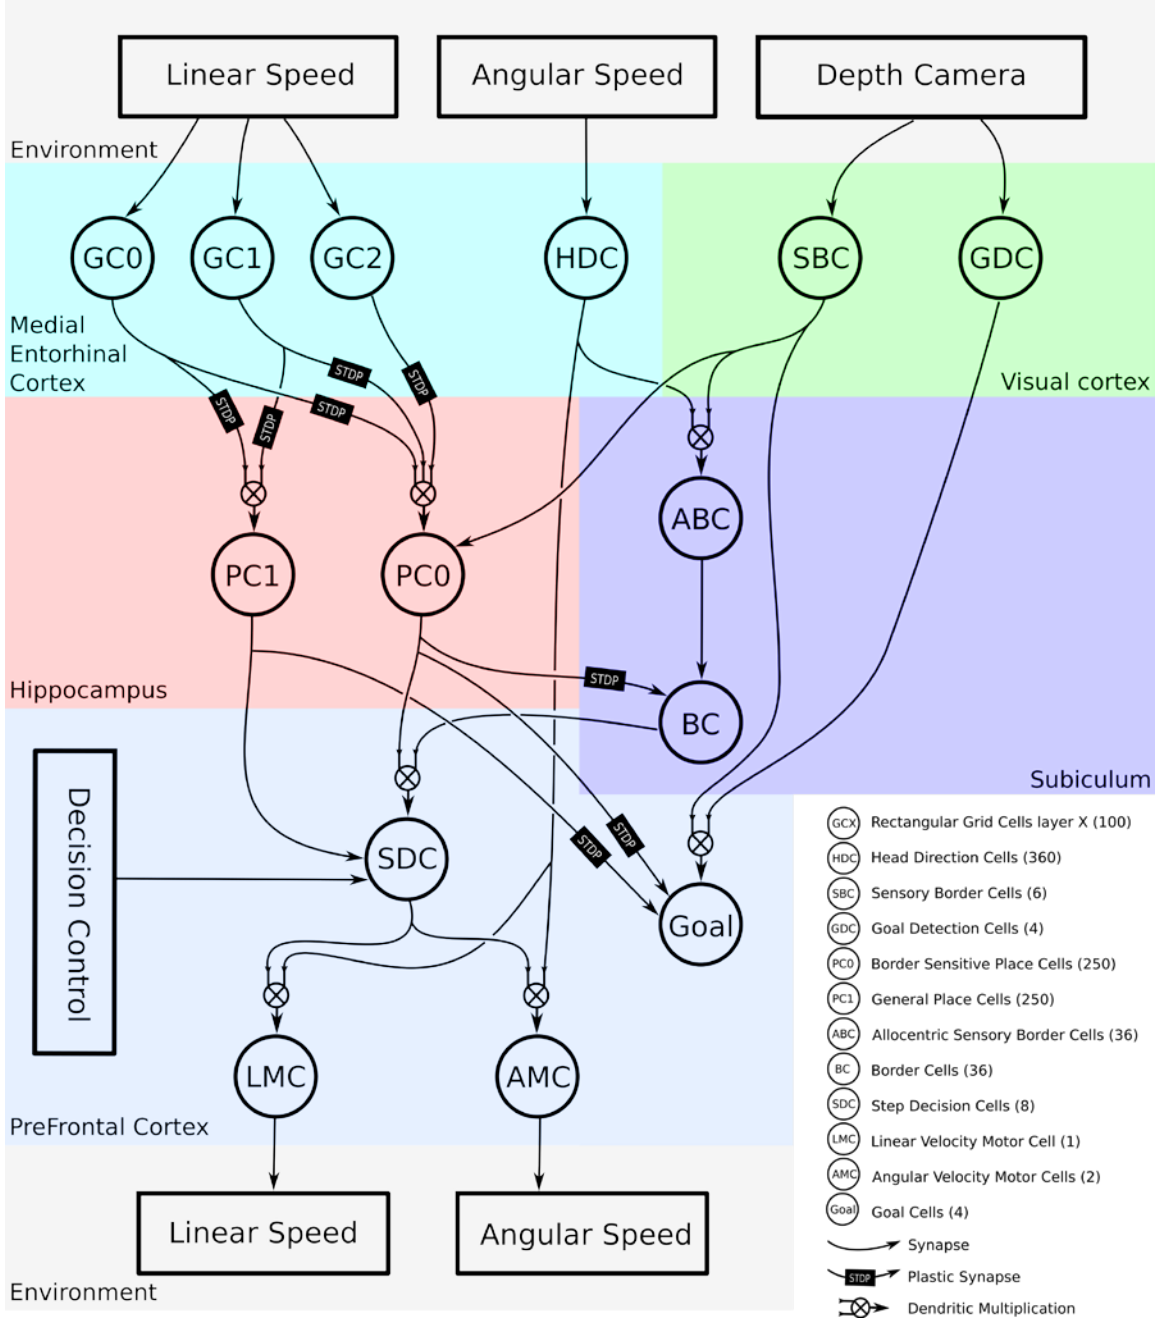 Linear Speed
Angular Speed
Depth Camera
Environment
GC0
GC1
GC2
HDC
SBC
GDC
Medial
Entorhinal
Cortex
Visual cortex
STDP
STDP
STDP
STDP
STDP
ABC
PC1
PC0
Hippocampus
STDP
BC
Subiculum
Decision Control
SDC
STDP
STDP
Goal
LMC
AMC
PreFrontal Cortex
Linear Speed
Angular Speed
Environment
GCX Rectangular Grid Cells layer X (100)
HDC Head Direction Cells (360)
SBC Sensory Border Cells (6)
GDC Goal Detection Cells (4)
PC0 Border Sensitive Place Cells (250)
PC1 General Place Cells (250)
ABC Allocentric Sensory Border Cells (36)
BC Border Cells (36)
SDC Step Decision Cells (8)
LMC Linear Velocity Motor Cell (1)
AMC Angular Velocity Motor Cells (2)
Goal Goal Cells (4)
Synapse
STDP Plastic Synapse
Dendritic Multiplication